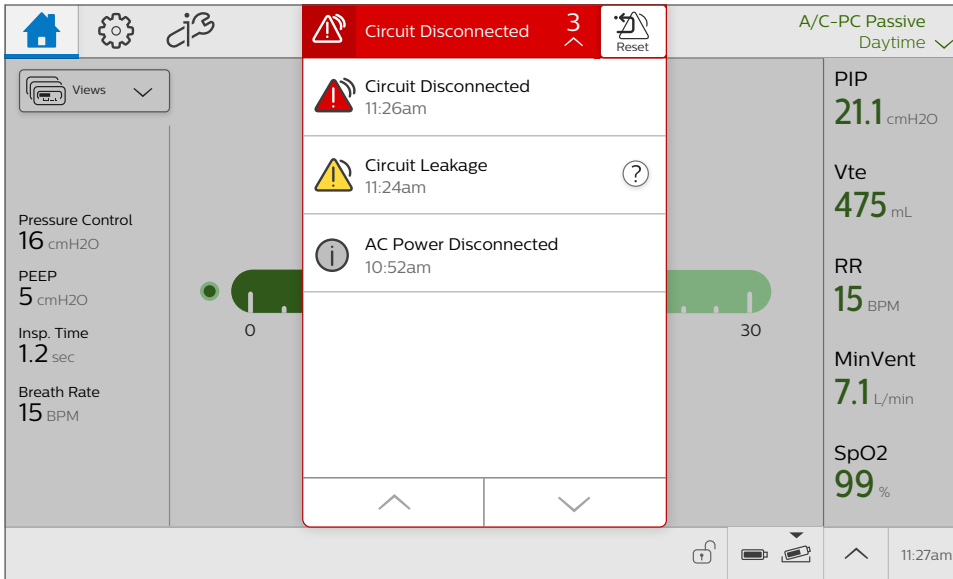 Circuit Disconnected 3
Reset
A/C-PC Passive
Daytime
Views
Circuit Disconnected
11:26am
Circuit Leakage
11:24am
?
AC Power Disconnected
10:52am
Pressure Control
16 cmH2O
PEEP
5 cmH2O
Insp. Time
1.2 sec
Breath Rate
15 BPM
0
30
PIP
21.1 cmH2O
Vte
475 mL
RR
15 BPM
MinVent
7.1 L/min
SpO2
99 %
11:27am